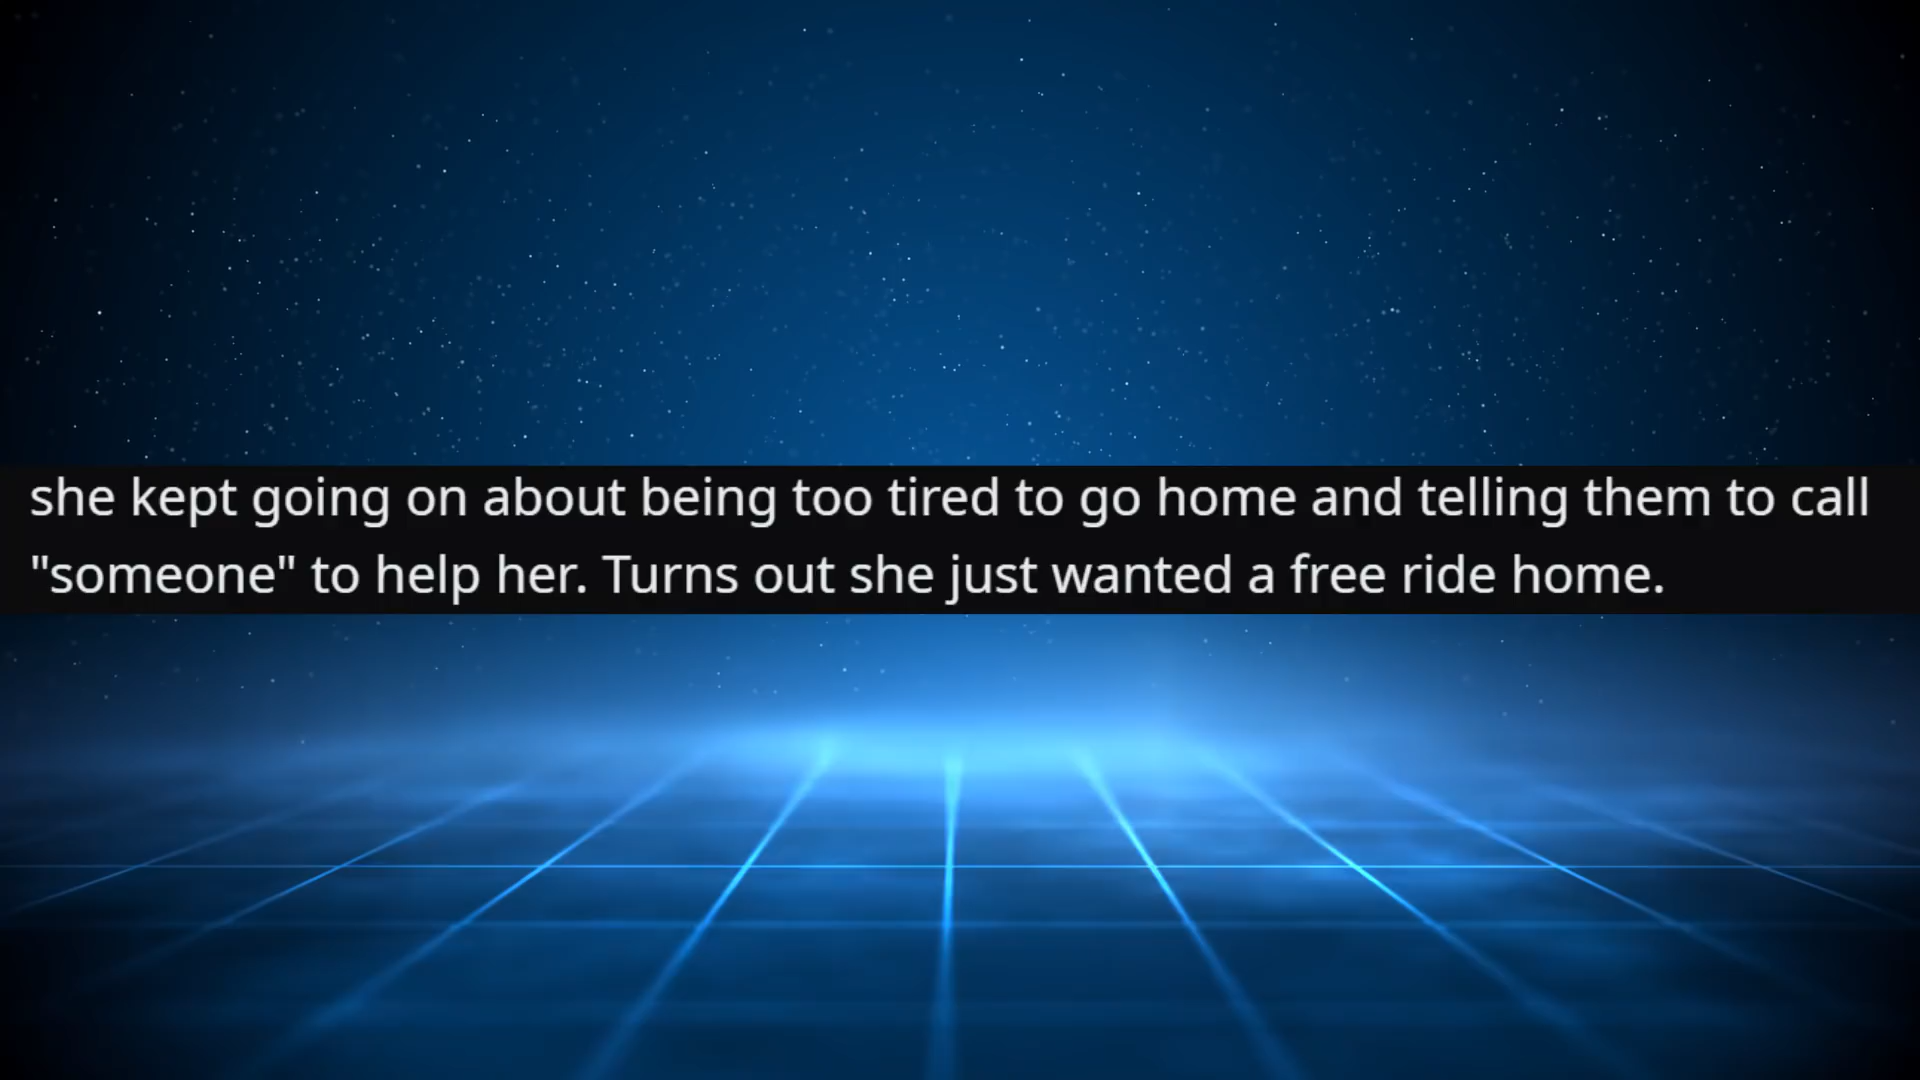 she kept going on about being too tired to go home and telling them to call
"someone" to help her. Turns out she just wanted a free ride home.